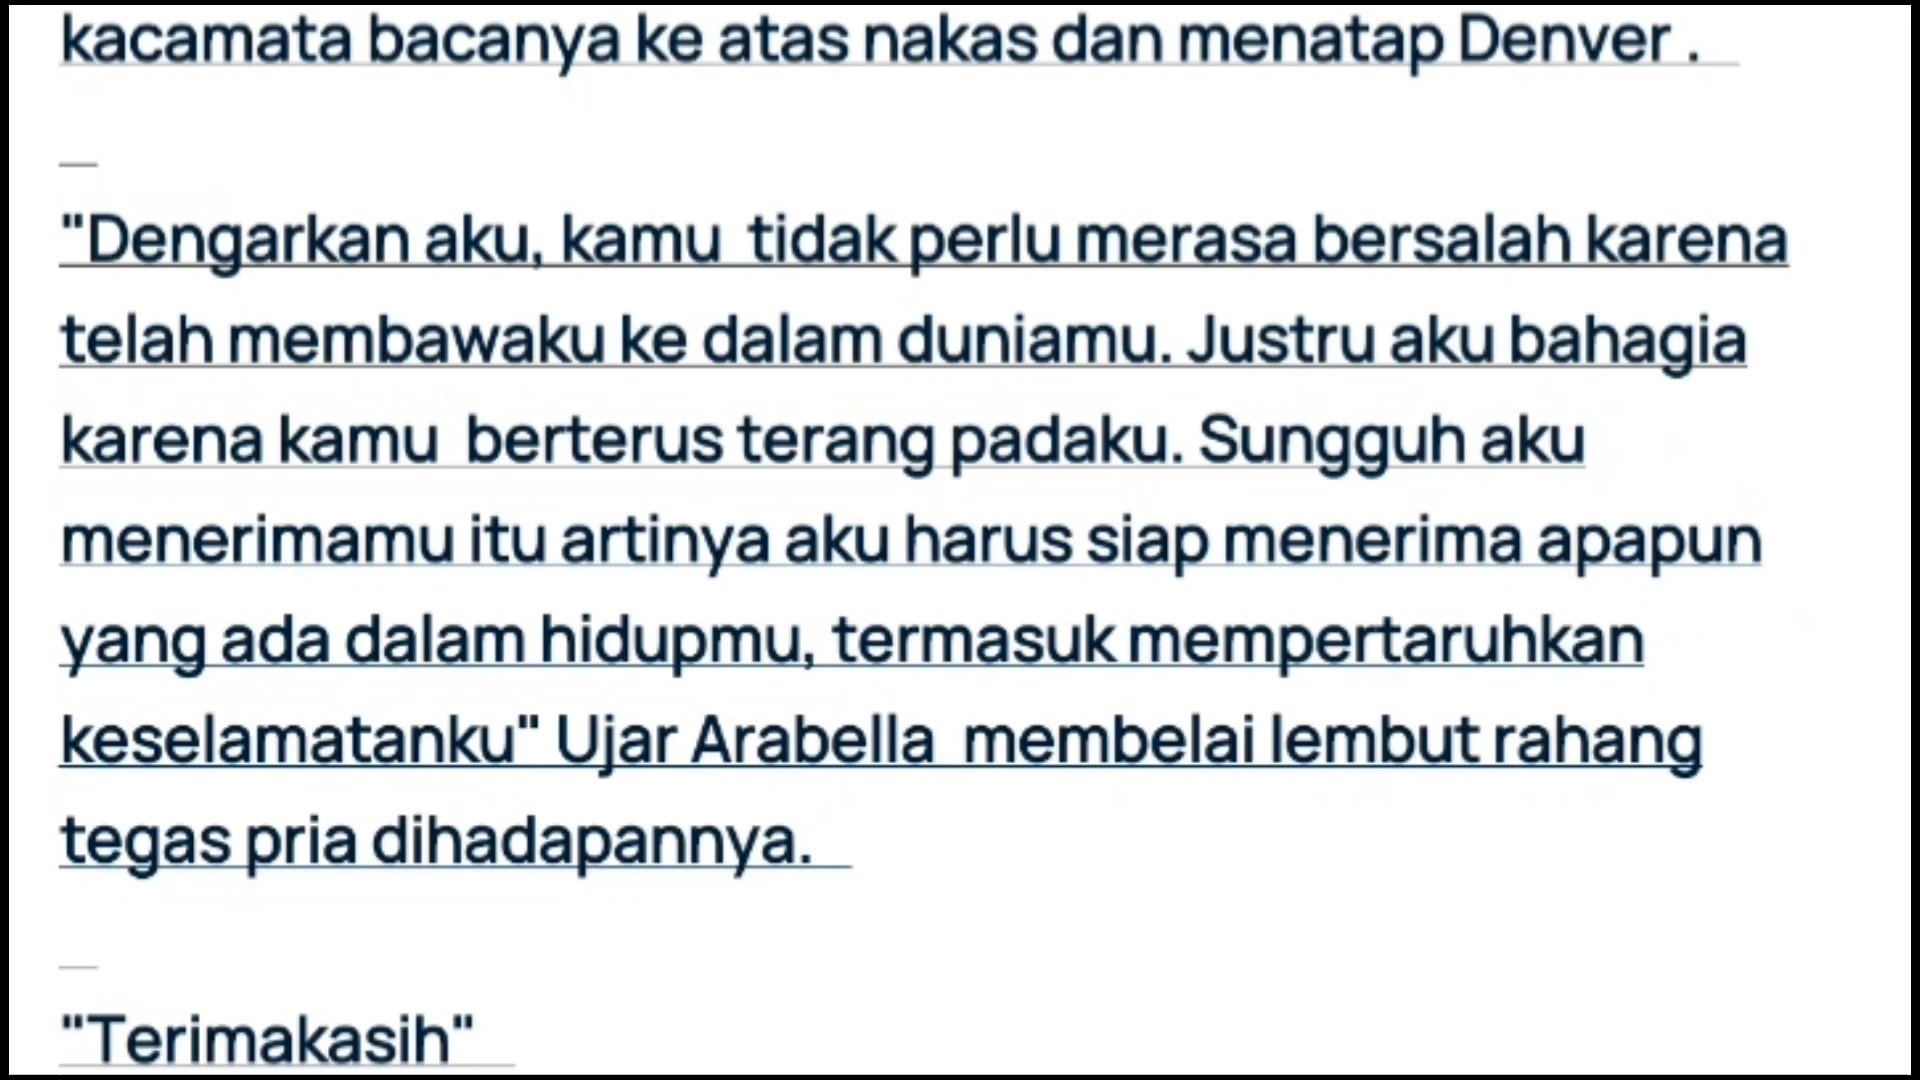 kacamata bacanya ke atas nakas dan menatap Denver .
"Dengarkan aku, kamu  tidak perlu merasa bersalah karena
telah membawaku ke dalam duniamu. Justru aku bahagia
karena kamu  berterus terang padaku. Sungguh aku
menerimamu itu artinya aku harus siap menerima apapun
yang ada dalam hidupmu, termasuk mempertaruhkan
keselamatanku" Ujar Arabella  membelai lembut rahang
tegas pria dihadapannya.
"Terimakasih"